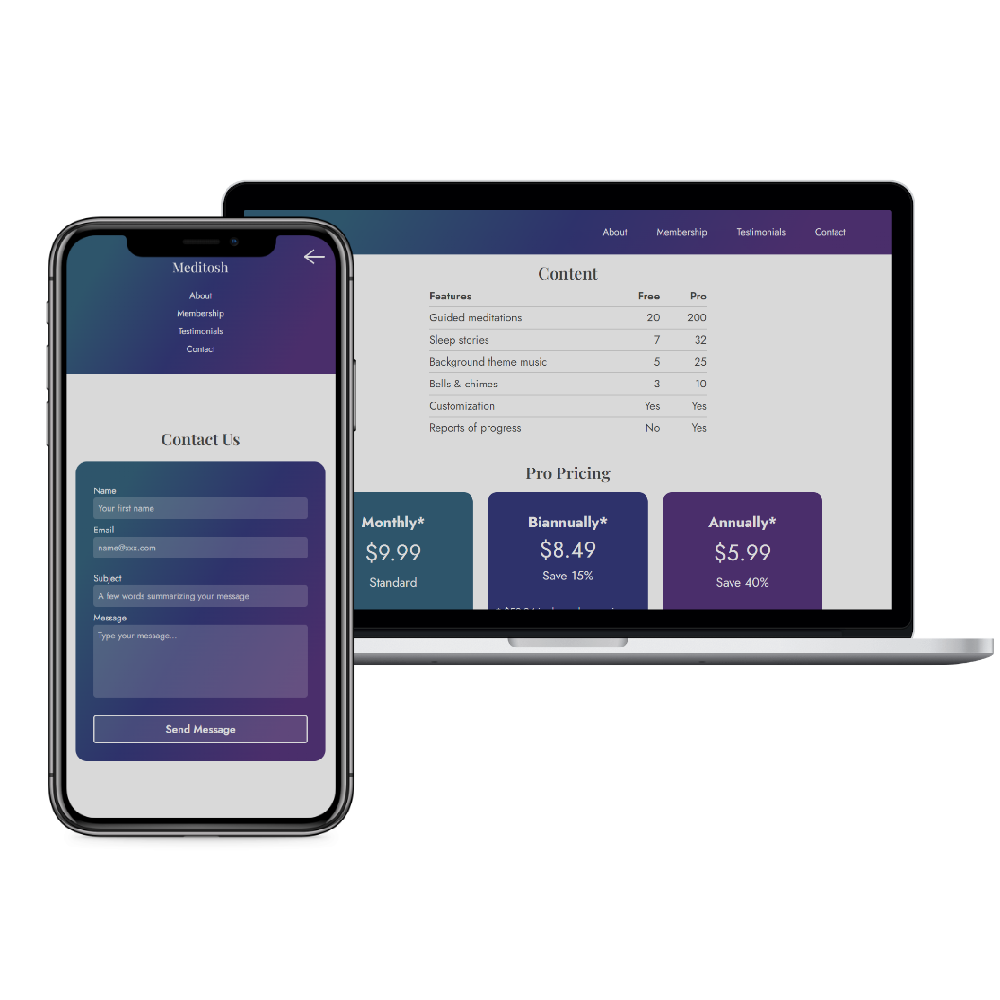 Meditosh
About
Membership
Testimonials
Contact
Contact Us
Name
Your first name
Email
name@xxx.com
Subject
A few words summarizing your message
Message
Type your message...
Send Message
About Membership Testimonials Contact
Content
Features Free Pro
Guided meditations 20 200
Sleep stories 7 32
Background theme music 5 25
Bells & chimes 3 10
Customization Yes Yes
Reports of progress No Yes
Pro Pricing
Monthly*
$9.99
Standard
Biannually*
$8.49
Save 15%
Annually*
$5.99
Save 40%